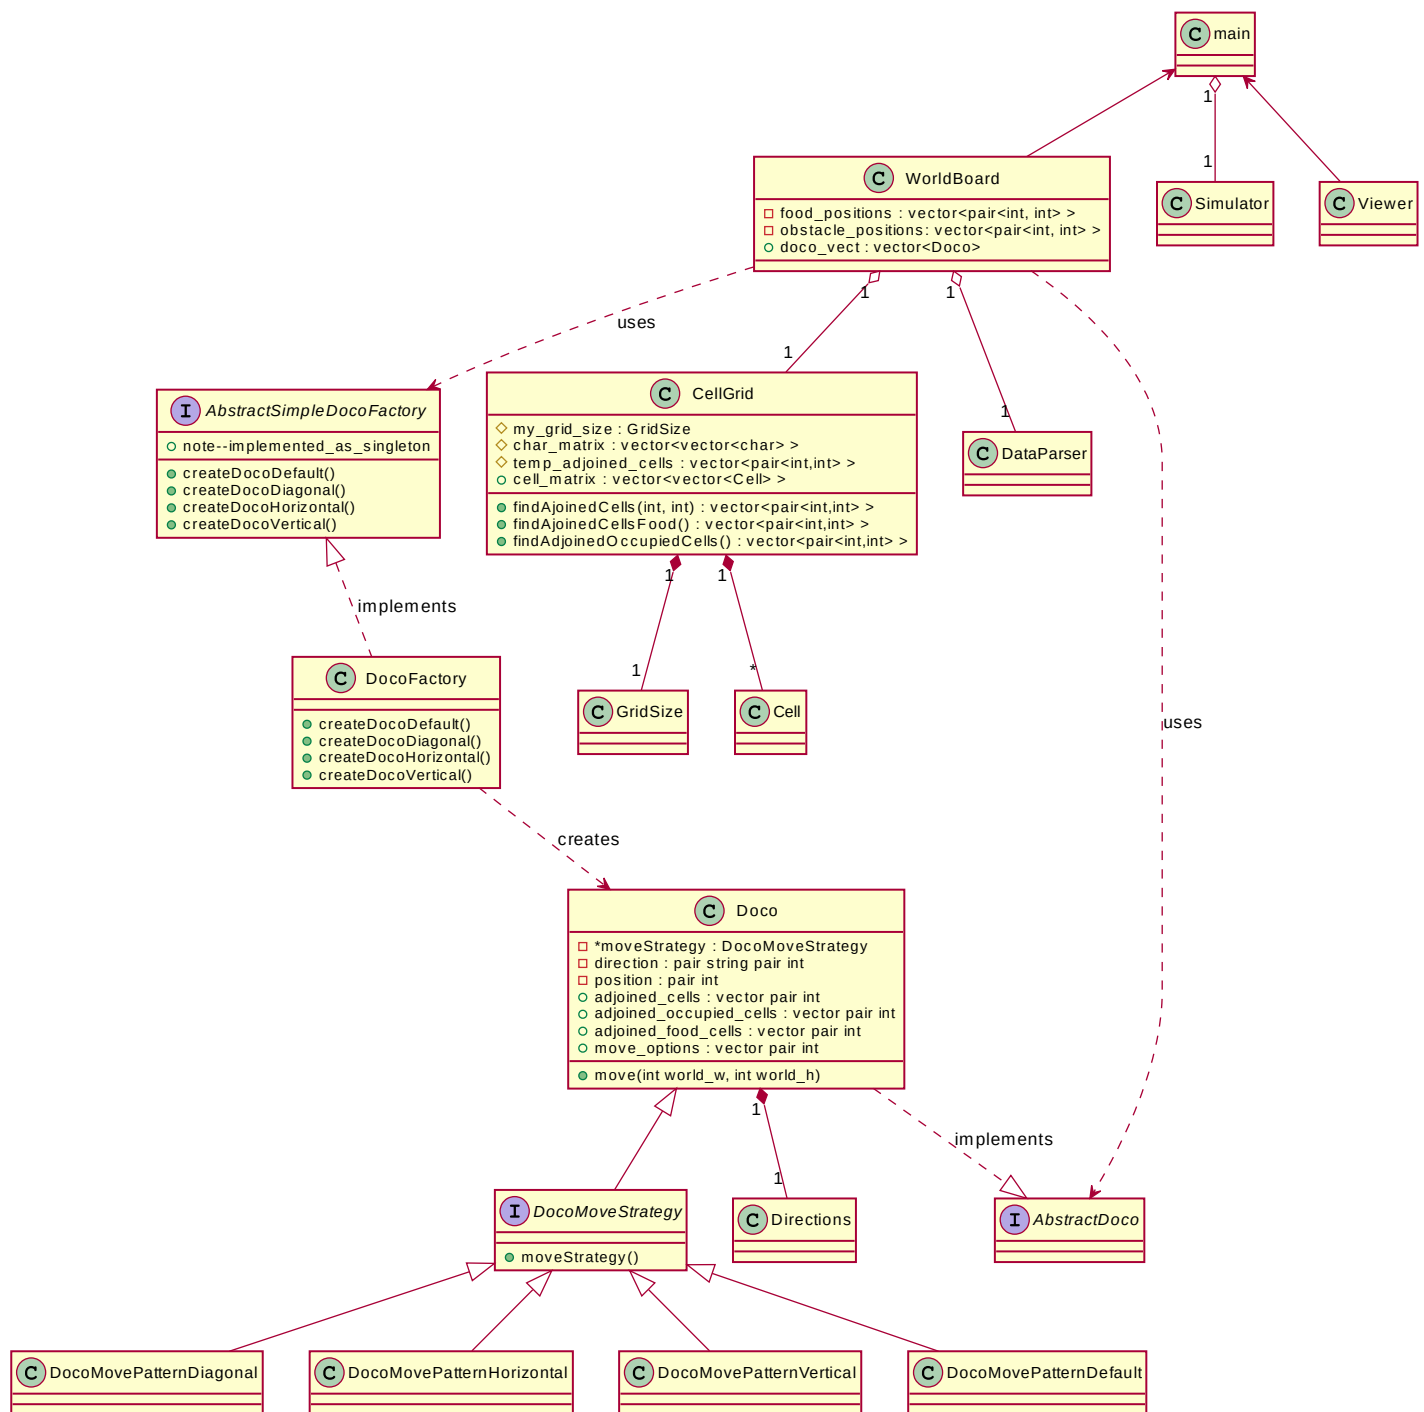 C main
1
1
C WorldBoard
food_positions : vector<pair<int, int> >
obstacle_positions: vector<pair<int, int> >
doco_vect : vector<Doco>
C Simulator
C Viewer
uses
1
1
1
1
I AbstractSimpleDocoFactory
note--implemented_as_singleton
createDocoDefault()
createDocoDiagonal()
createDocoHorizontal()
createDocoVertical()
C CellGrid
my_grid_size : GridSize
char_matrix : vector<vector<char> >
temp_adjoined_cells : vector<pair<int,int> >
cell_matrix : vector<vector<Cell> >
findAjoinedCells(int, int) : vector<pair<int,int> >
findAjoinedCellsFood() : vector<pair<int,int> >
findAdjoinedOccupiedCells() : vector<pair<int,int> >
C DataParser
implements
1
1
1
*
C DocoFactory
createDocoDefault()
createDocoDiagonal()
createDocoHorizontal()
createDocoVertical()
C GridSize
C Cell
uses
creates
C Doco
*moveStrategy : DocoMoveStrategy
direction : pair string pair int
position : pair int
adjoined_cells : vector pair int
adjoined_occupied_cells : vector pair int
adjoined_food_cells : vector pair int
move_options : vector pair int
move(int world_w, int world_h)
1
1
implements
I DocoMoveStrategy
moveStrategy()
C Directions
I AbstractDoco
C DocoMovePatternDiagonal
C DocoMovePatternHorizontal
C DocoMovePatternVertical
C DocoMovePatternDefault